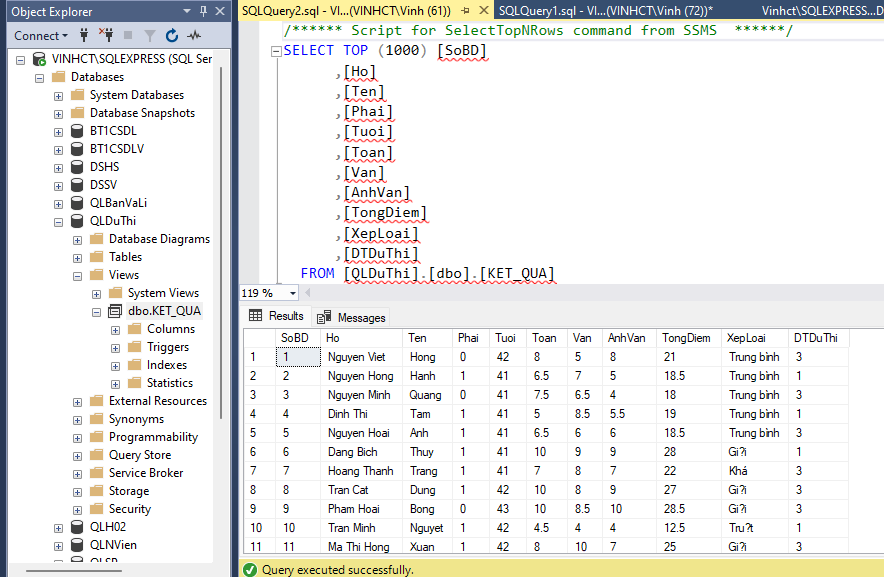 Object Explorer
Connect
VINHCT\SQLEXPRESS (SQL Ser
Databases
System Databases
Database Snapshots
BT1CSDL
BT1CSDLV
DSHS
DSSV
QLBanVaLi
QLDuThi
Database Diagrams
Tables
Views
System Views
dbo.KET_QUA
Columns
Triggers
Indexes
Statistics
External Resources
Synonyms
Programmability
Query Store
Service Broker
Storage
Security
QLH02
QLNVien
SQLQuery2.sql - VI...(VINHCT\Vinh (61)) SQLQuery1.sql - VI...(VINHCT\Vinh (72))* Vinhct\SQLEXPRESS...D
/****** Script for SelectTopNRows command from SSMS ******/
SELECT TOP (1000) [SoBD]
,[Ho]
,[Ten]
,[Phai]
,[Tuoi]
,[Toan]
,[Van]
,[AnhVan]
,[TongDiem]
,[XepLoai]
,[DTDuThi]
FROM [QLDuThi].[dbo].[KET_QUA]
119 %
Results Messages
SoBD Ho Ten Phai Tuoi Toan Van AnhVan TongDiem XepLoai DTDuThi
1 1 Nguyen Viet Hong 0 42 8 5 8 21 Trung bình 3
2 2 Nguyen Hong Hanh 1 41 6.5 7 5 18.5 Trung bình 1
3 3 Nguyen Minh Quang 0 41 7.5 6.5 4 18 Trung bình 3
4 4 Dinh Thi Tam 1 41 5 8.5 5.5 19 Trung bình 1
5 5 Nguyen Hoai Anh 1 41 6.5 6 6 18.5 Trung bình 3
6 6 Dang Bich Thuy 1 41 10 9 9 28 Gi?i 1
7 7 Hoang Thanh Trang 1 41 7 8 7 22 Khá 3
8 8 Tran Cat Dung 1 42 10 8 9 27 Gi?i 3
9 9 Pham Hoai Bong 0 43 10 8.5 10 28.5 Gi?i 3
10 10 Tran Minh Nguyet 1 42 4.5 4 4 12.5 Tru?t 1
11 11 Ma Thi Hong Xuan 1 42 8 10 7 25 Gi?i 3
Query executed successfully.